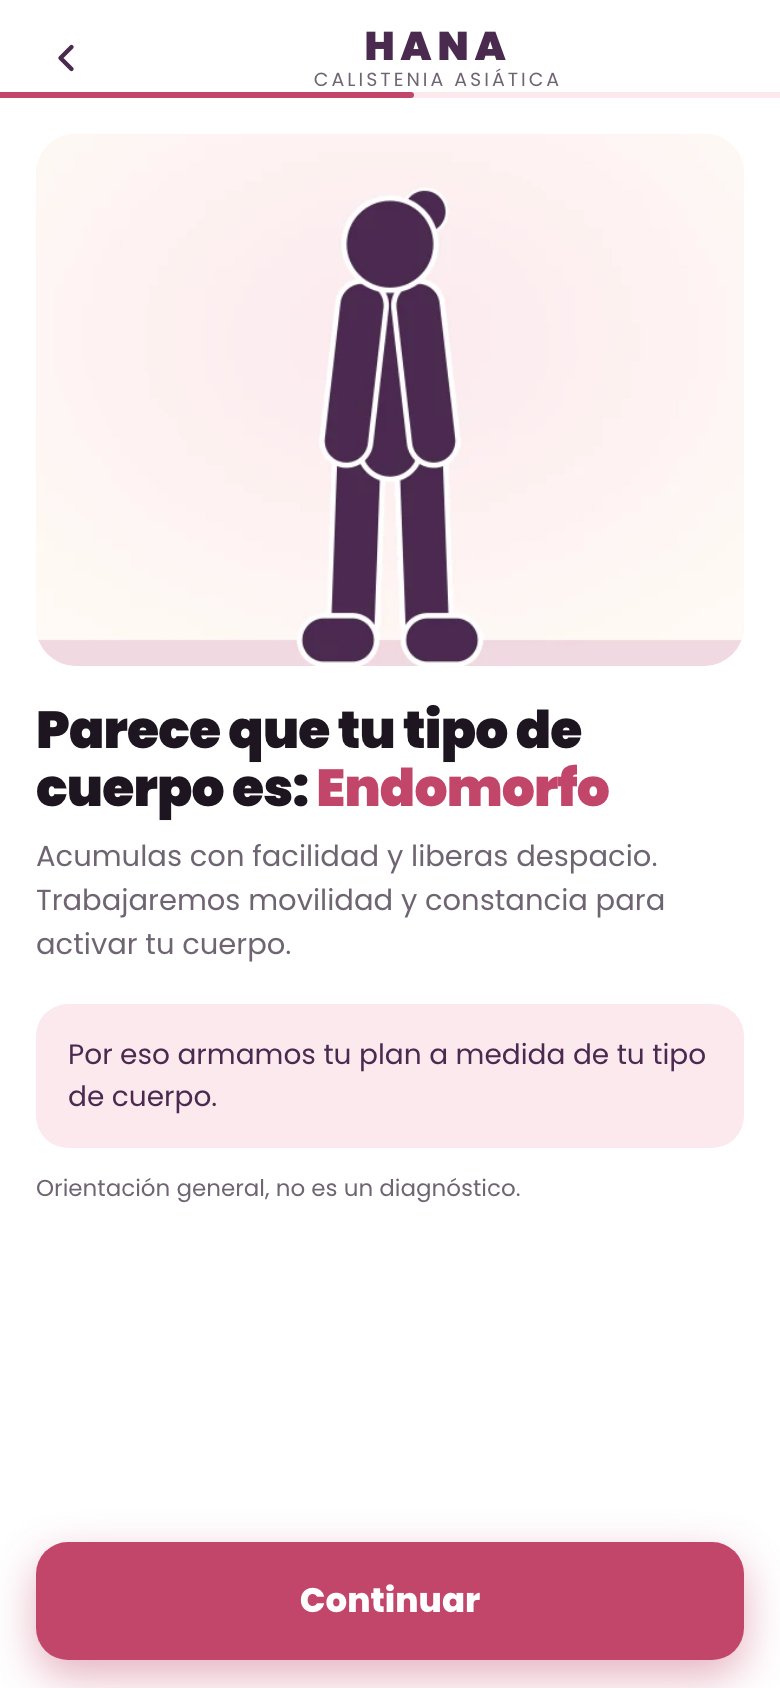 HANA
CALISTENIA ASIÁTICA
Parece que tu tipo de
cuerpo es: Endomorfo
Acumulas con facilidad y liberas despacio.
Trabajaremos movilidad y constancia para
activar tu cuerpo.
Por eso armamos tu plan a medida de tu tipo
de cuerpo.
Orientación general, no es un diagnóstico.
Continuar